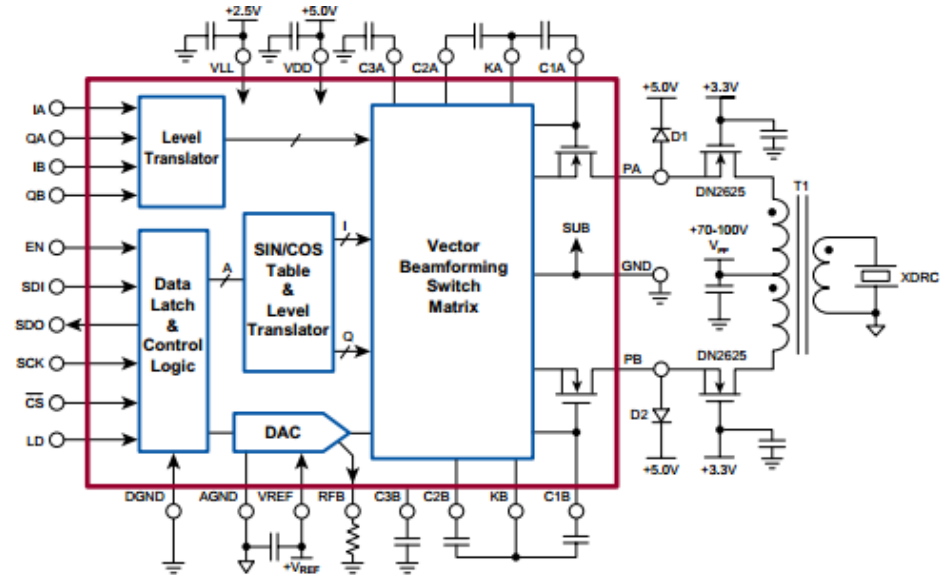 +2.5V
+5.0V
VLL
VDD
C3A
C2A
KA
C1A
IA
QA
IB
QB
Level
Translator
+5.0V
+3.3V
D1
PA
DN2625
T1
EN
SDI
SDO
SCK
CS
LD
Data
Latch
&
Control
Logic
A
SIN/COS
Table
&
Level
Translator
I
Q
Vector
Beamforming
Switch
Matrix
SUB
GND
+70-100V
VPP
XDRC
PB
DN2625
D2
+5.0V
+3.3V
DAC
DGND
AGND
VREF
RFB
C3B
C2B
KB
C1B
+VREF